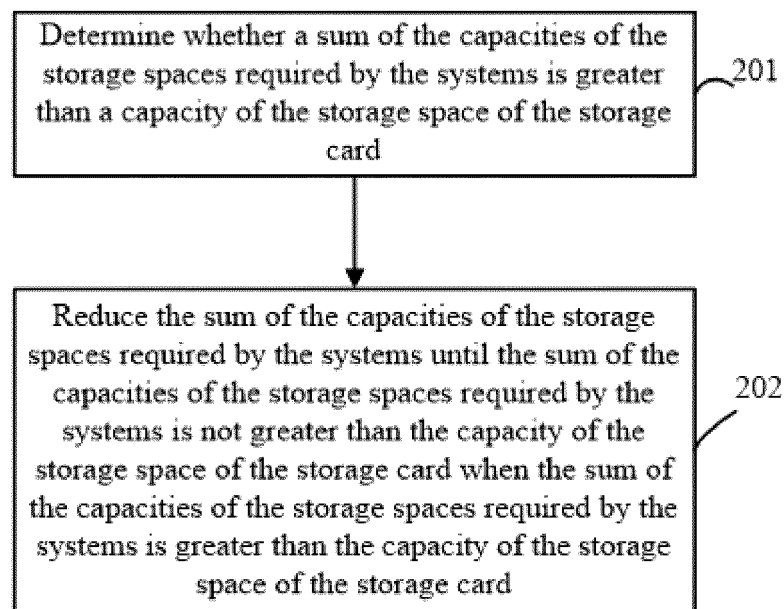 Determine whether a sum of the capacities of the
storage spaces required by the systems is greater
than a capacity of the storage space of the storage
card
201
Reduce the sum of the capacities of the storage
spaces required by the systems until the sum of the
capacities of the storage spaces required by the
systems is not greater than the capacity of the
storage space of the storage card when the sum of
the capacities of the storage spaces required by the
systems is greater than the capacity of the storage
space of the storage card
202